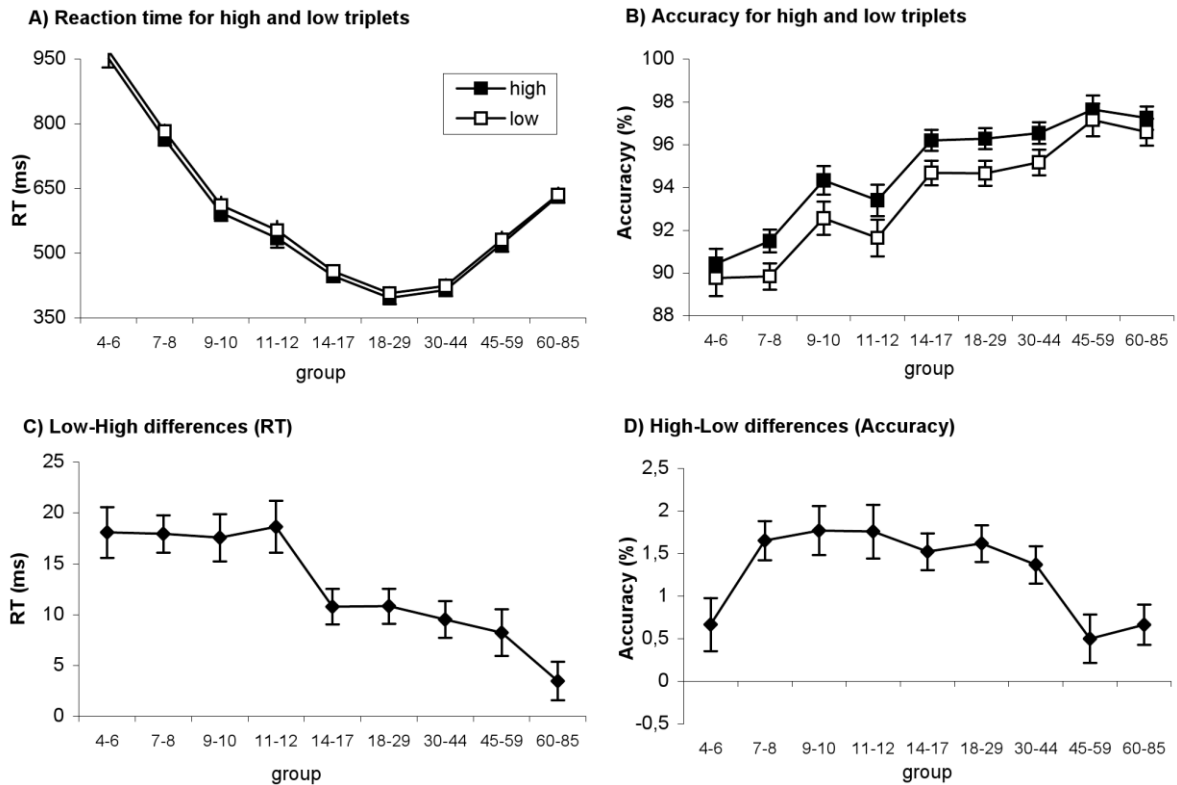 A) Reaction time for high and low triplets
950
800
650
500
350
RT (ms)
high
low
4-6 7-8 9-10 11-12 14-17 18-29 30-44 45-59 60-85
group
B) Accuracy for high and low triplets
100
98
96
94
92
90
88
Accuracyy (%)
4-6 7-8 9-10 11-12 14-17 18-29 30-44 45-59 60-85
group
C) Low-High differences (RT)
25
20
15
10
5
0
RT (ms)
4-6 7-8 9-10 11-12 14-17 18-29 30-44 45-59 60-85
group
D) High-Low differences (Accuracy)
2,5
2
1,5
1
0,5
0
-0,5
Accuracy (%)
4-6 7-8 9-10 11-12 14-17 18-29 30-44 45-59 60-85
group